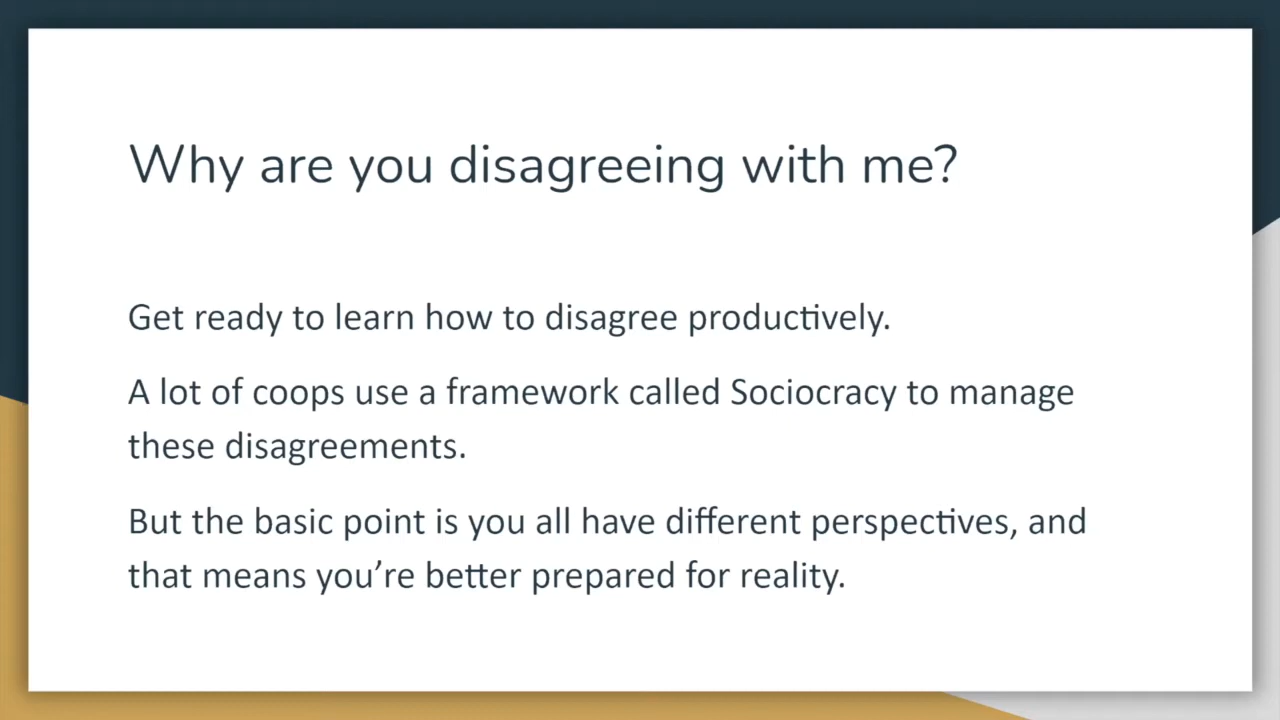 Why are you disagreeing with me?
Get ready to learn how to disagree productively.
A lot of coops use a framework called Sociocracy to manage
these disagreements.
But the basic point is you all have different perspectives, and
that means you’re better prepared for reality.